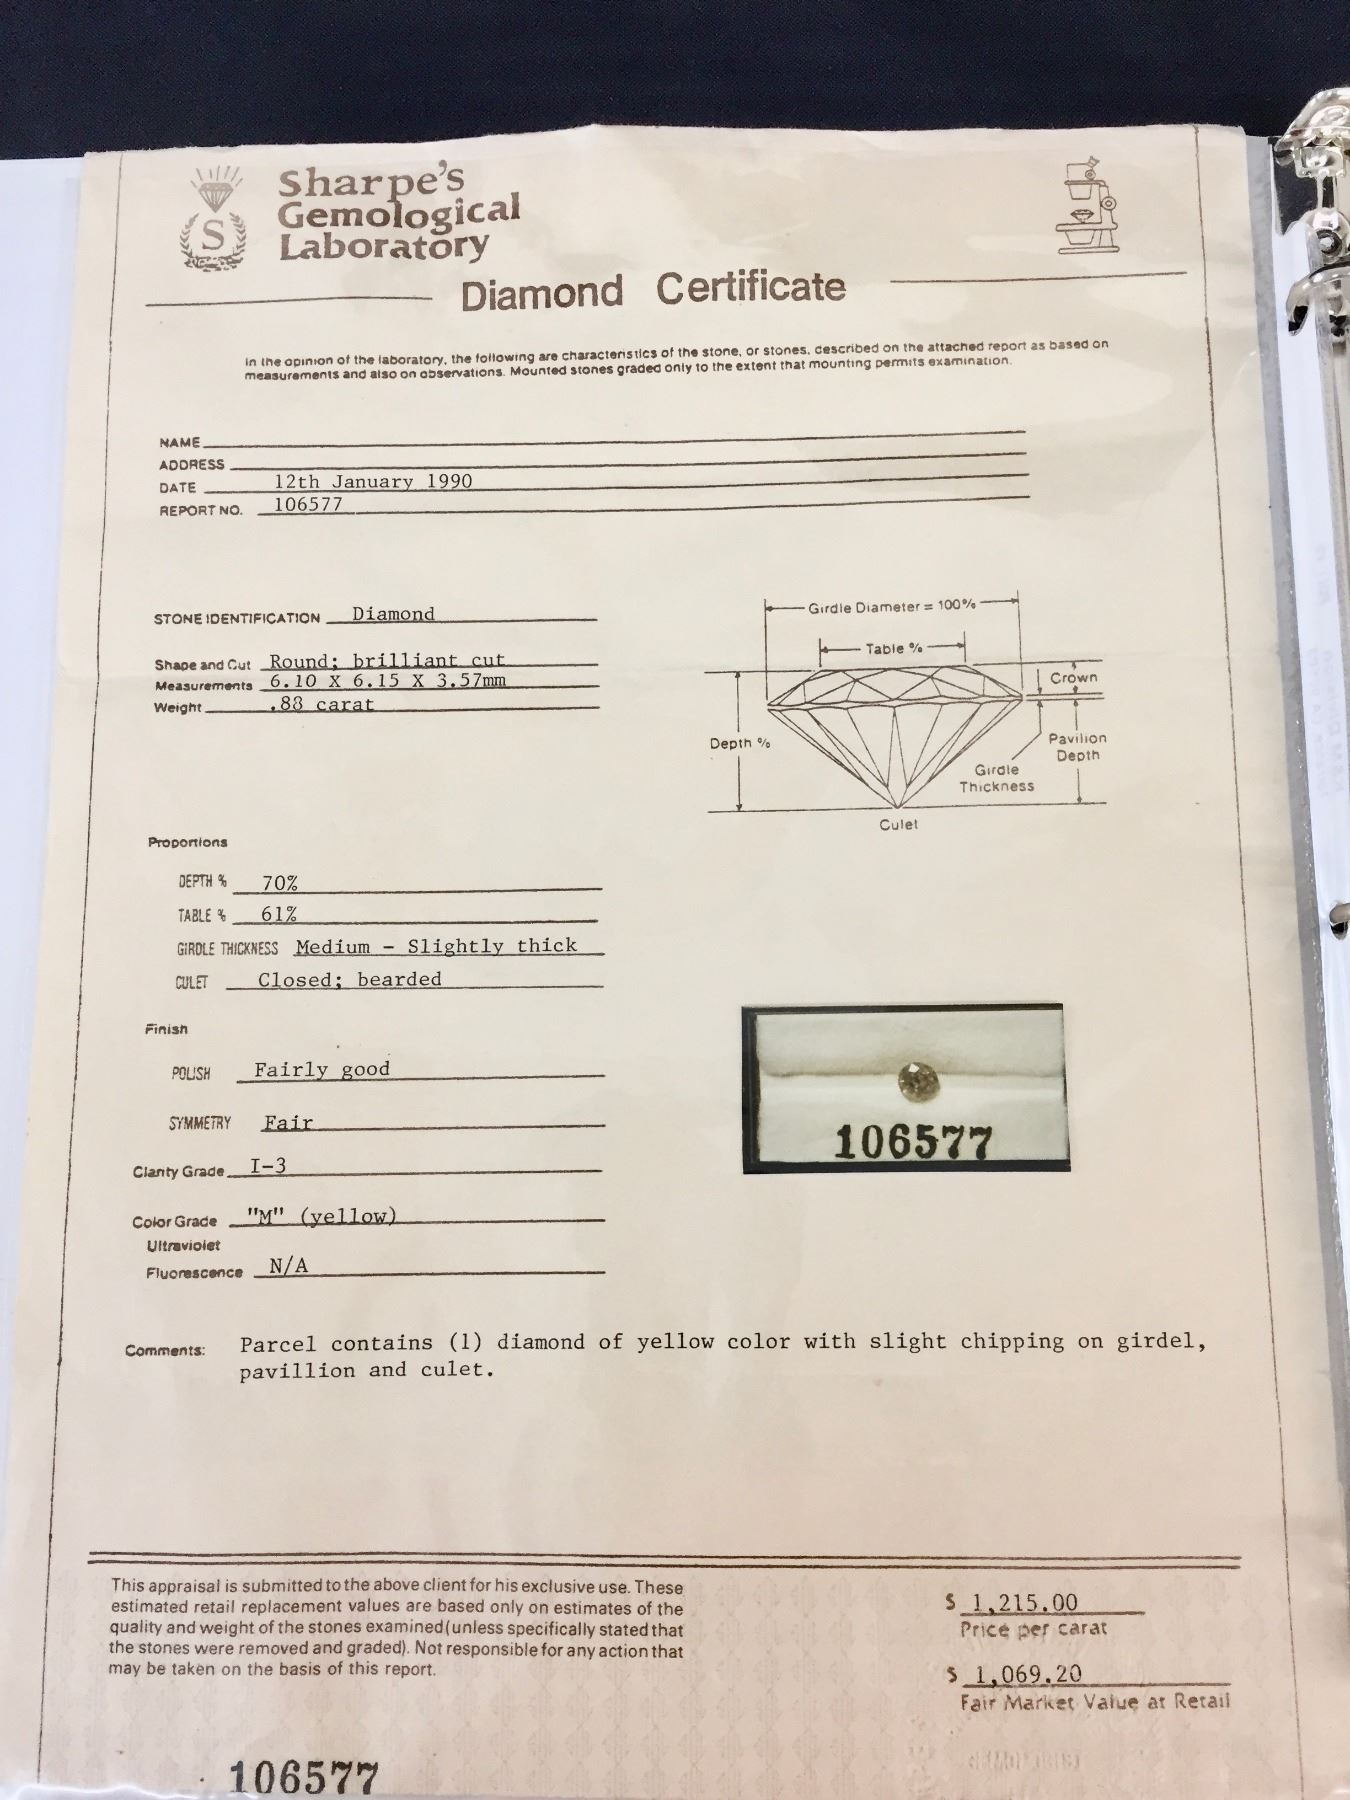 Sharpe's
Gemological
Laboratory
S
Diamond Certificate
In the opinion of the laboratory, the following are characteristics of the stone, or stones, described on the attached report as based on
measurements and also on observations. Mounted stones graded only to the extent that mounting permits examination.
NAME
ADDRESS
DATE 12th January 1990
REPORT NO. 106577
STONE IDENTIFICATION Diamond
Shape and Cut Round; brilliant cut
Measurements 6.10 X 6.15 X 3.57mm
Weight .88 carat
Girdle Diameter = 100%
Table %
Crown
Depth %
Pavilion
Depth
Girdle
Thickness
Culet
Proportions
DEPTH % 70%
TABLE % 61%
GIRDLE THICKNESS Medium - Slightly thick
CULET Closed; bearded
Finish
POLISH Fairly good
SYMMETRY Fair
Clarity Grade I-3
Color Grade "M" (yellow)
Ultraviolet
Fluorescence N/A
106577
Comments: Parcel contains (1) diamond of yellow color with slight chipping on girdel,
pavillion and culet.
This appraisal is submitted to the above client for his exclusive use. These
estimated retail replacement values are based only on estimates of the
quality and weight of the stones examined (unless specifically stated that
the stones were removed and graded). Not responsible for any action that
may be taken on the basis of this report.
$ 1,215.00
Price per carat
$ 1,069.20
Fair Market Value at Retail
106577